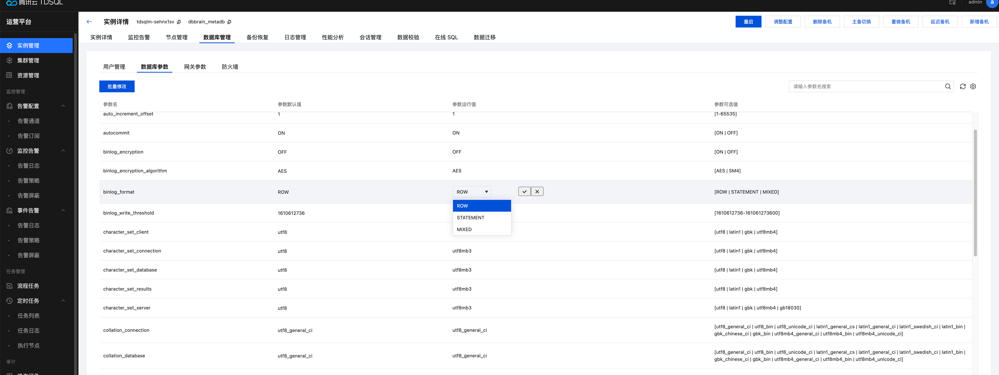 腾讯云 TDSQL
admin
a
运营平台
实例详情 tdsqlm-sehnx1sv dbbrain_metadb
重启 调整配置 删除备机 主备切换 重做备机 延迟备机 新增备机
实例详情 监控告警 节点管理 数据库管理 备份恢复 日志管理 性能分析 会话管理 数据校验 在线 SQL 数据迁移
实例管理
集群管理
资源管理
监控管理
告警配置
告警通道
告警订阅
监控告警
告警日志
告警策略
告警屏蔽
事件告警
告警日志
告警策略
告警屏蔽
任务管理
流程任务
定时任务
任务列表
任务日志
执行节点
审计
操作记录
用户管理 数据库参数 网关参数 防火墙
批量修改
请输入参数名搜索
参数名 参数默认值 参数运行值 参数可选值
auto_increment_offset 1 1 [1-65535]
autocommit ON ON [ON | OFF]
binlog_encryption OFF OFF [ON | OFF]
binlog_encryption_algorithm AES AES [AES | SM4]
binlog_format ROW ROW [ROW | STATEMENT | MIXED]
ROW
STATEMENT
MIXED
binlog_write_threshold 1610612736 [1610612736-161061273600]
character_set_client utf8 [utf8 | latin1 | gbk | utf8mb4]
character_set_connection utf8 utf8mb3 [utf8 | latin1 | gbk | utf8mb4]
character_set_database utf8 utf8mb3 [utf8 | latin1 | gbk | utf8mb4]
character_set_results utf8 utf8mb3 [utf8 | latin1 | gbk | utf8mb4]
character_set_server utf8 utf8mb3 [utf8 | latin1 | gbk | utf8mb4 | gb18030]
collation_connection utf8_general_ci utf8_general_ci [utf8_general_ci | utf8_bin | utf8_unicode_ci | latin1_general_cs | latin1_general_ci | latin1_swedish_ci | latin1_bin |
gbk_chinese_ci | gbk_bin | utf8mb4_general_ci | utf8mb4_bin | utf8mb4_unicode_ci]
collation_database utf8_general_ci utf8_general_ci [utf8_general_ci | utf8_bin | utf8_unicode_ci | latin1_general_cs | latin1_general_ci | latin1_swedish_ci | latin1_bin |
gbk_chinese_ci | gbk_bin | utf8mb4_general_ci | utf8mb4_bin | utf8mb4_unicode_ci]